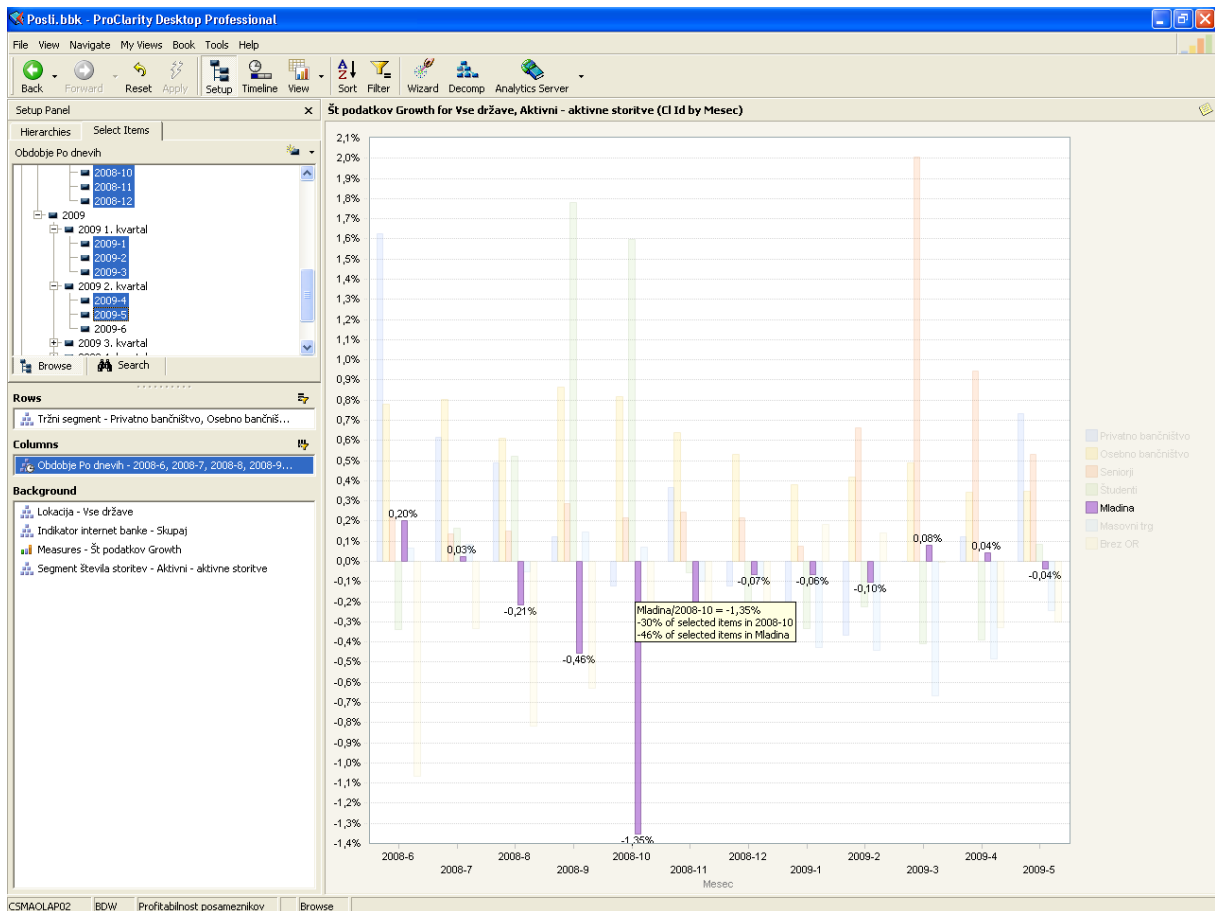 Posli.bbk - ProClarity Desktop Professional
File View Navigate My Views Book Tools Help
Back Forward Reset Apply Setup Timeline View Sort Filter Wizard Decomp Analytics Server
Setup Panel
Hierarchies Select Items
Obdobje Po dnevih
2008-10
2008-11
2008-12
2009
2009 1. kvartal
2009-1
2009-2
2009-3
2009 2. kvartal
2009-4
2009-5
2009-6
2009 3. kvartal
Browse Search
Rows
Tržni segment - Privatno bančništvo, Osebno bančniš...
Columns
Obdobje Po dnevih - 2008-6, 2008-7, 2008-8, 2008-9...
Background
Lokacija - Vse države
Indikator internet banke - Skupaj
Measures - Št podatkov Growth
Segment števila storitev - Aktivni - aktivne storitve
Št podatkov Growth for Vse države, Aktivni - aktivne storitve (Cl Id by Mesec)
2,1%
2,0%
1,9%
1,8%
1,7%
1,6%
1,5%
1,4%
1,3%
1,2%
1,1%
1,0%
0,9%
0,8%
0,7%
0,6%
0,5%
0,4%
0,3%
0,2%
0,1%
0,0%
-0,1%
-0,2%
-0,3%
-0,4%
-0,5%
-0,6%
-0,7%
-0,8%
-0,9%
-1,0%
-1,1%
-1,2%
-1,3%
-1,4%
0,20%
0,03%
-0,21%
-0,46%
-1,35%
-0,07%
-0,06%
-0,10%
0,08%
0,04%
-0,04%
Mladina/2008-10 = -1,35%
-30% of selected items in 2008-10
-46% of selected items in Mladina
2008-6 2008-8 2008-10 2008-12 2009-2 2009-4
2008-7 2008-9 2008-11 2009-1 2009-3 2009-5
Mesec
Privatno bančništvo
Osebno bančništvo
Seniorji
Študenti
Mladina
Masovni trg
Brez OR
CSMAOLAP02 BDW Profitabilnost posameznikov Browse